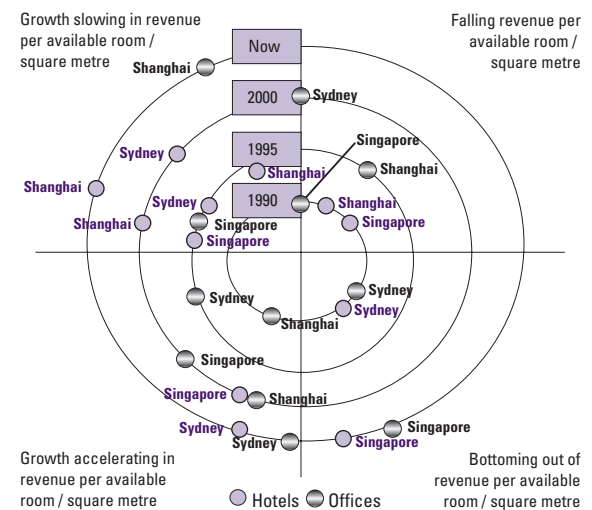 Growth slowing in revenue
per available room /
square metre
Falling revenue per
available room /
square metre
Now
Shanghai
2000
Sydney
1995
Singapore
Sydney
Shanghai
Shanghai
Shanghai
1990
Sydney
Shanghai
Shanghai
Singapore
Singapore
Singapore
Sydney
Sydney
Sydney
Shanghai
Singapore
Singapore
Shanghai
Sydney
Sydney
Singapore
Singapore
Growth accelerating in
revenue per available
room / square metre
Bottoming out of
revenue per available
room / square metre
Hotels
Offices